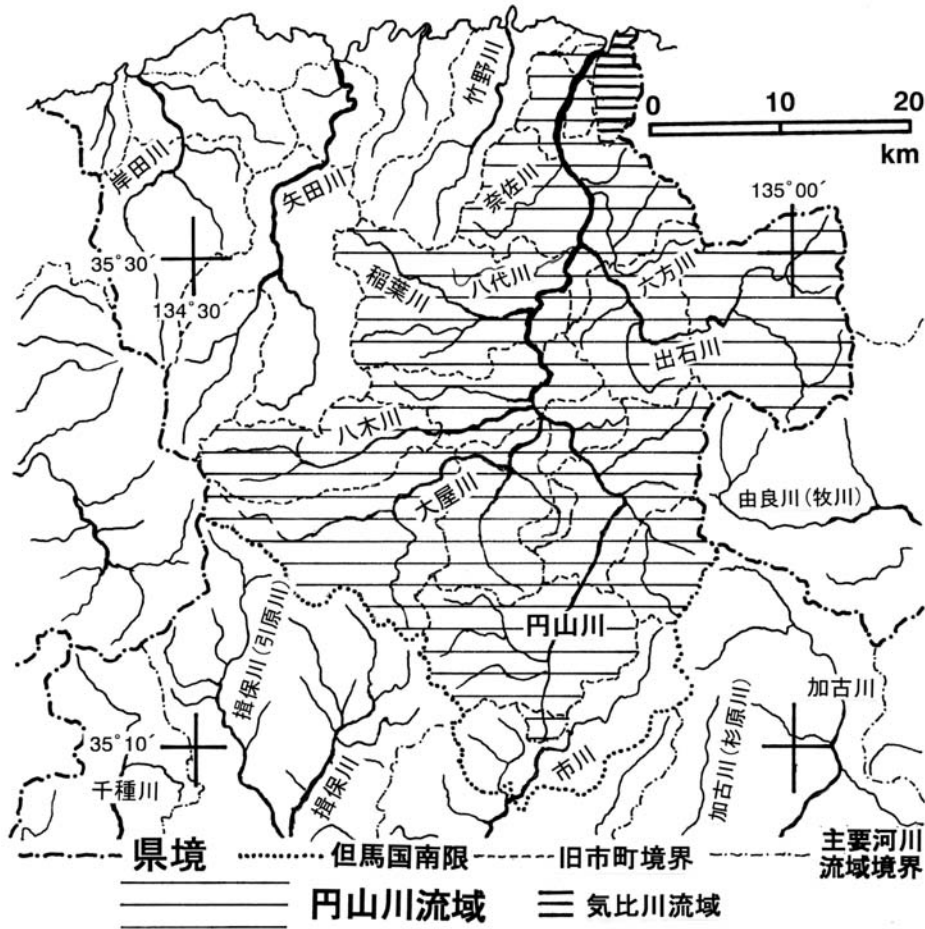 竹野川
0 10 20
km
岸田川
矢田川
奈佐川
135°00′
35°30′
134°30′
稲葉川
八代川
六方川
出石川
八木川
大屋川
由良川(牧川)
揖保川(引原川)
円山川
加古川
加古川(杉原川)
35°10′
千種川
揖保川
市川
県境
但馬国南限
旧市町境界
主要河川
流域境界
円山川流域
気比川流域